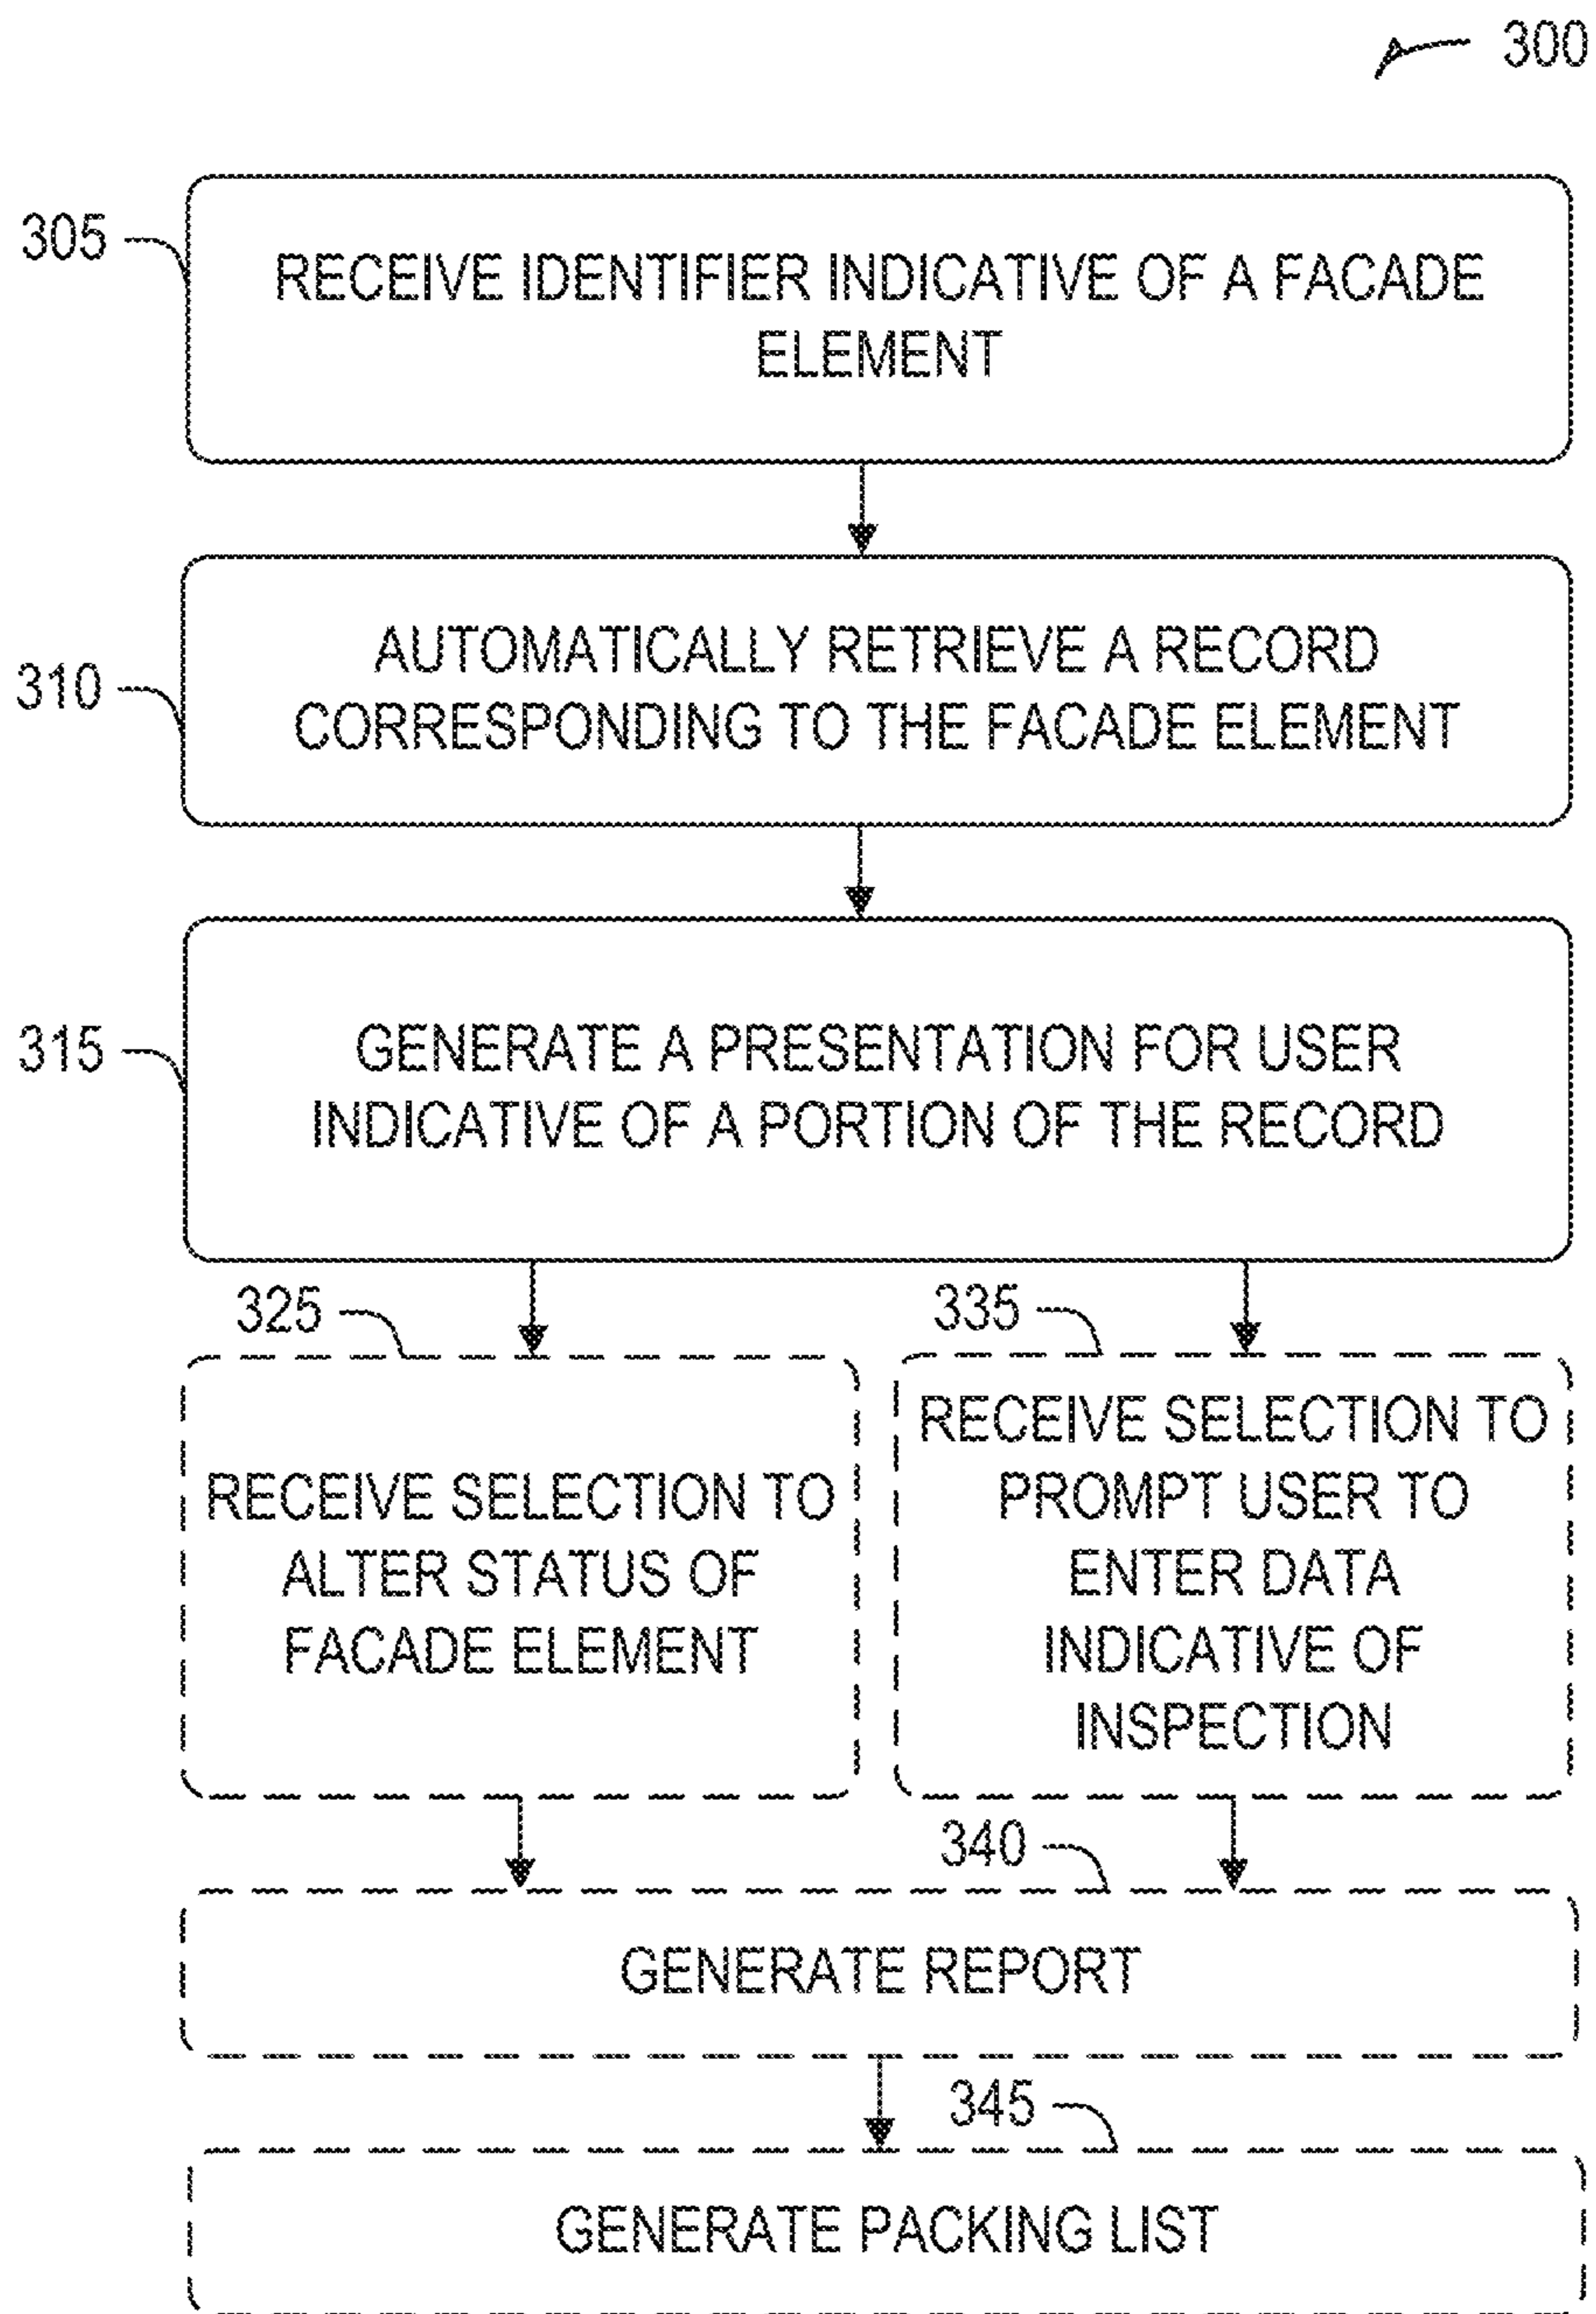 300
305
RECEIVE IDENTIFIER INDICATIVE OF A FACADE
ELEMENT
310
AUTOMATICALLY RETRIEVE A RECORD
CORRESPONDING TO THE FACADE ELEMENT
315
GENERATE A PRESENTATION FOR USER
INDICATIVE OF A PORTION OF THE RECORD
325
RECEIVE SELECTION TO
ALTER STATUS OF
FACADE ELEMENT
335
RECEIVE SELECTION TO
PROMPT USER TO
ENTER DATA
INDICATIVE OF
INSPECTION
340
GENERATE REPORT
345
GENERATE PACKING LIST